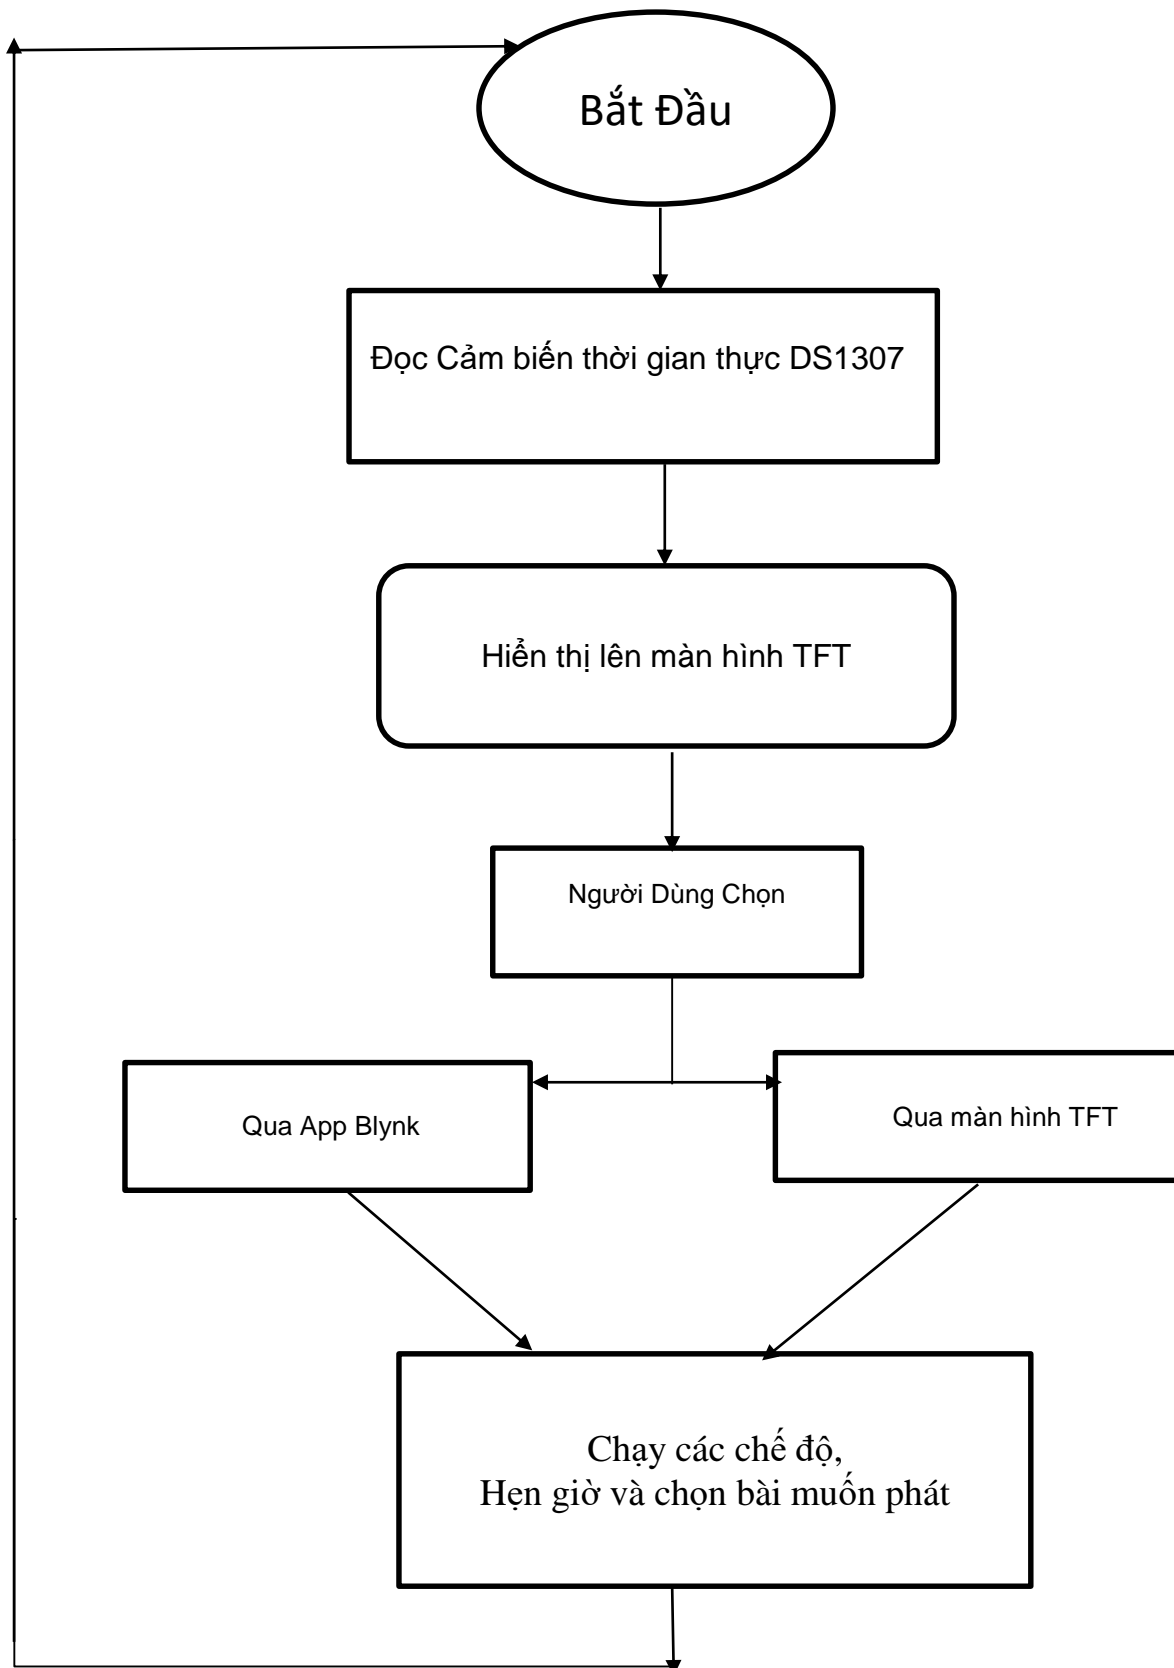 Bắt Đầu
Đọc Cảm biến thời gian thực DS1307
Hiển thị lên màn hình TFT
Người Dùng Chọn
Qua App Blynk
Qua màn hình TFT
Chạy các chế độ,
Hẹn giờ và chọn bài muốn phát